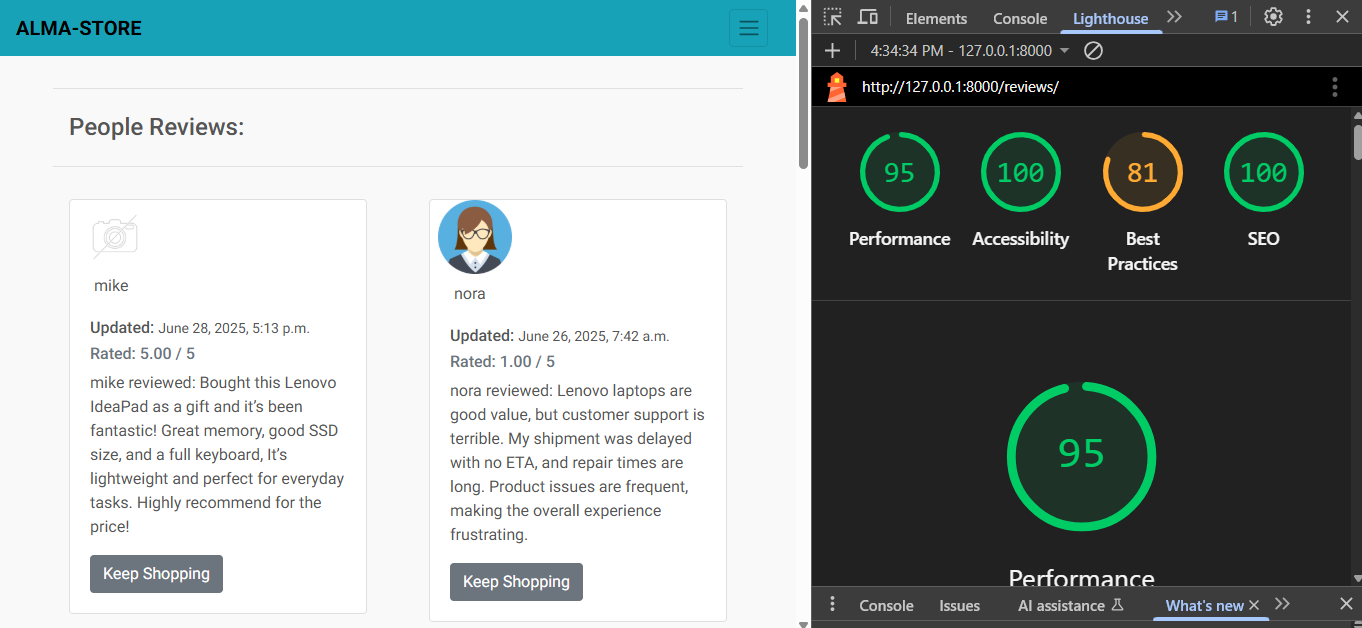 ALMA-STORE
People Reviews:
mike
Updated: June 28, 2025, 5:13 p.m.
Rated: 5.00 / 5
mike reviewed: Bought this Lenovo
IdeaPad as a gift and it’s been
fantastic! Great memory, good SSD
size, and a full keyboard, It’s
lightweight and perfect for everyday
tasks. Highly recommend for the
price!
Keep Shopping
nora
Updated: June 26, 2025, 7:42 a.m.
Rated: 1.00 / 5
nora reviewed: Lenovo laptops are
good value, but customer support is
terrible. My shipment was delayed
with no ETA, and repair times are
long. Product issues are frequent,
making the overall experience
frustrating.
Keep Shopping
Elements Console Lighthouse 1
4:34:34 PM - 127.0.0.1:8000
http://127.0.0.1:8000/reviews/
95 100 81 100
Performance Accessibility Best SEO
Practices
95
Performance
Console Issues AI assistance What's new